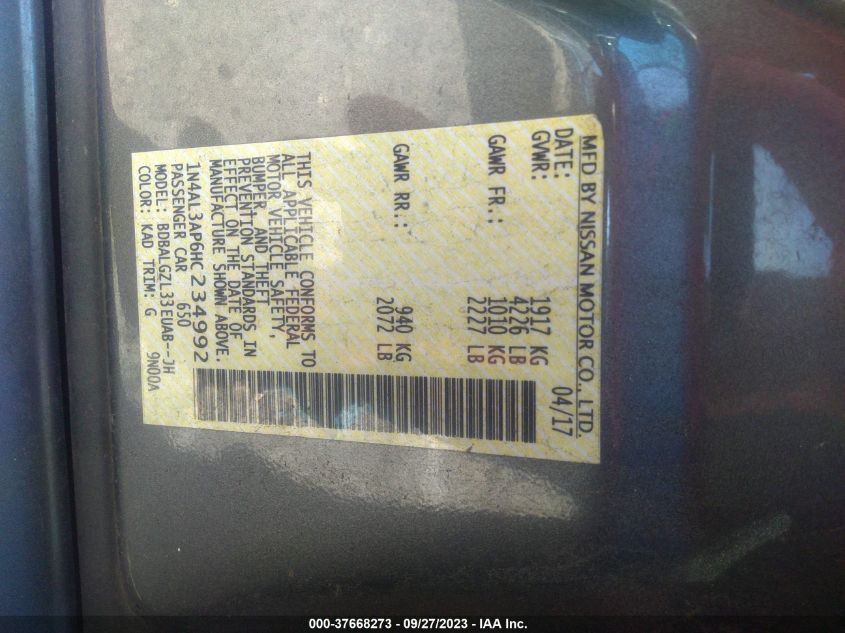 MFD BY NISSAN MOTOR CO., LTD.
DATE: 04/17
GVWR: 1917 KG
4226 LB
GAWR FR.: 1010 KG
2227 LB
GAWR RR.: 940 KG
2072 LB
THIS VEHICLE CONFORMS TO
ALL APPLICABLE FEDERAL
MOTOR VEHICLE SAFETY,
BUMPER AND THEFT
PREVENTION STANDARDS IN
EFFECT ON THE DATE OF
MANUFACTURE SHOWN ABOVE.
1N4AL3AP6HC234992
PASSENGER CAR 650
MODEL: BDBALGZL33EUAB--JH
COLOR: KAD TRIM: G 9N00A
000-37668273 - 09/27/2023 - IAA Inc.